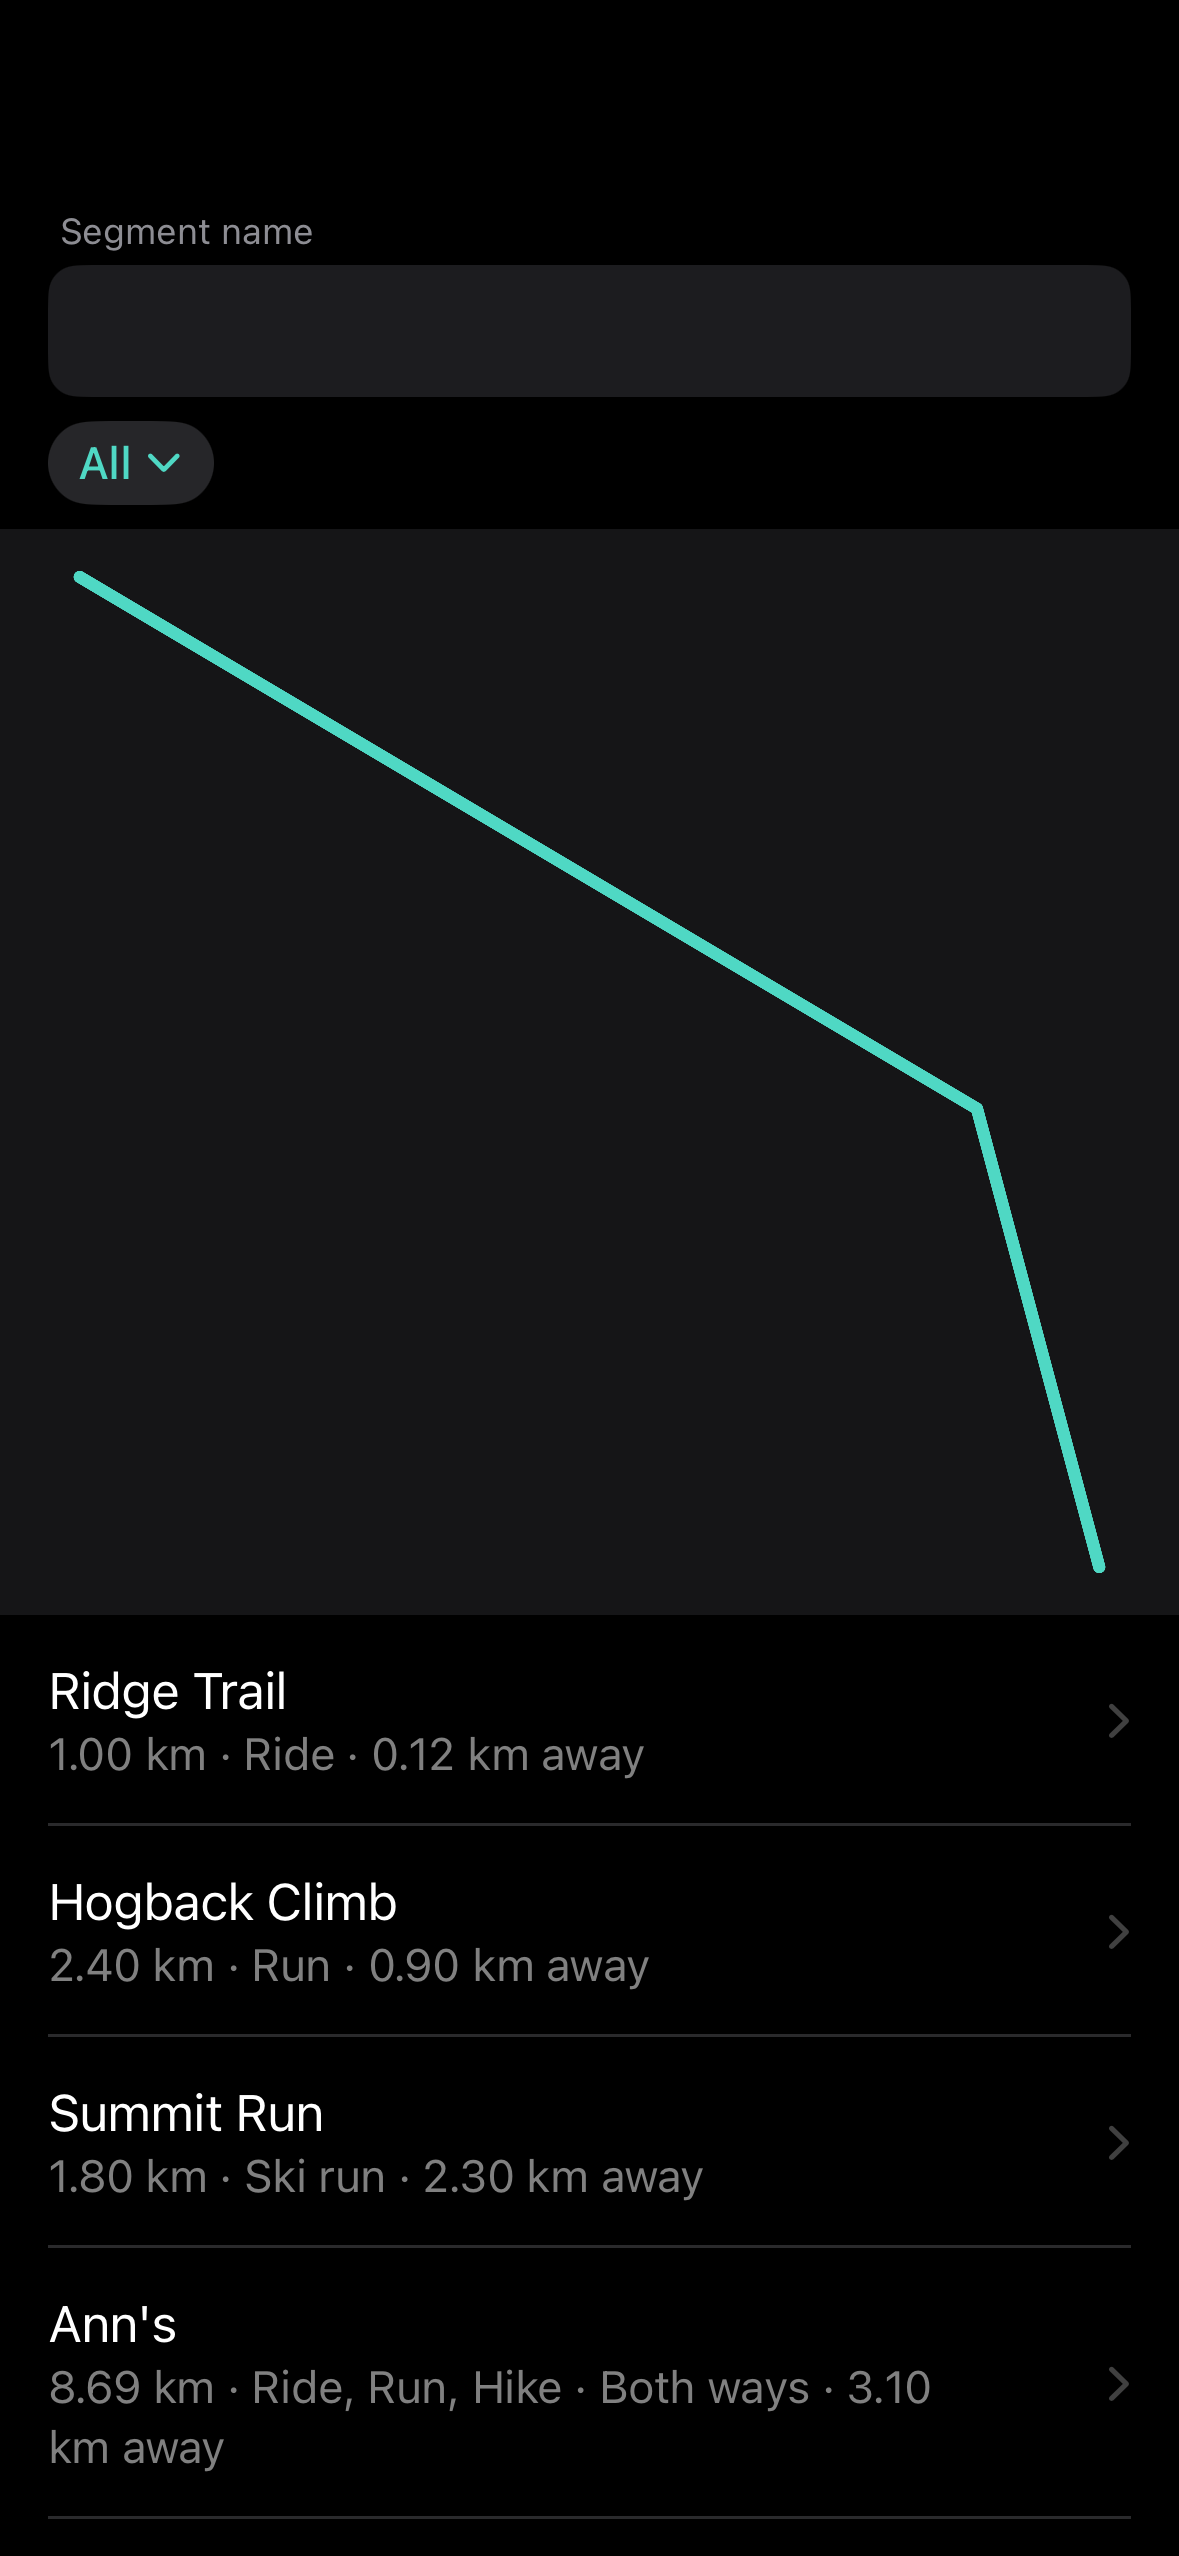 Segment name
All
Ridge Trail
1.00 km · Ride · 0.12 km away
Hogback Climb
2.40 km · Run · 0.90 km away
Summit Run
1.80 km · Ski run · 2.30 km away
Ann's
8.69 km · Ride, Run, Hike · Both ways · 3.10
km away